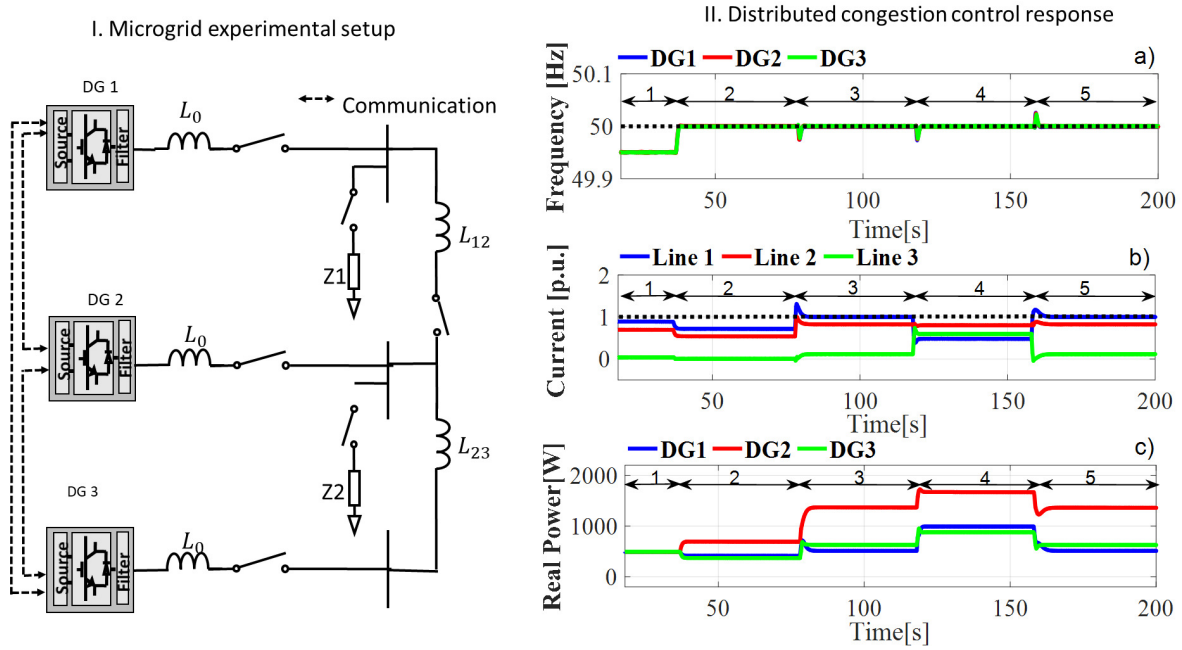 I. Microgrid experimental setup
DG 1
Source
Filter
L0
Communication
L12
Z1
DG 2
Source
Filter
L0
L23
Z2
DG 3
Source
Filter
L0
II. Distributed congestion control response
DG1 DG2 DG3 a)
Frequency [Hz]
50.1
50
49.9
1 2 3 4 5
50 100 150 200
Time[s]
Line 1 Line 2 Line 3 b)
Current [p.u.]
2
1
0
1 2 3 4 5
50 100 150 200
Time[s]
DG1 DG2 DG3 c)
Real Power[W]
2000
1000
0
1 2 3 4 5
50 100 150 200
Time[s]